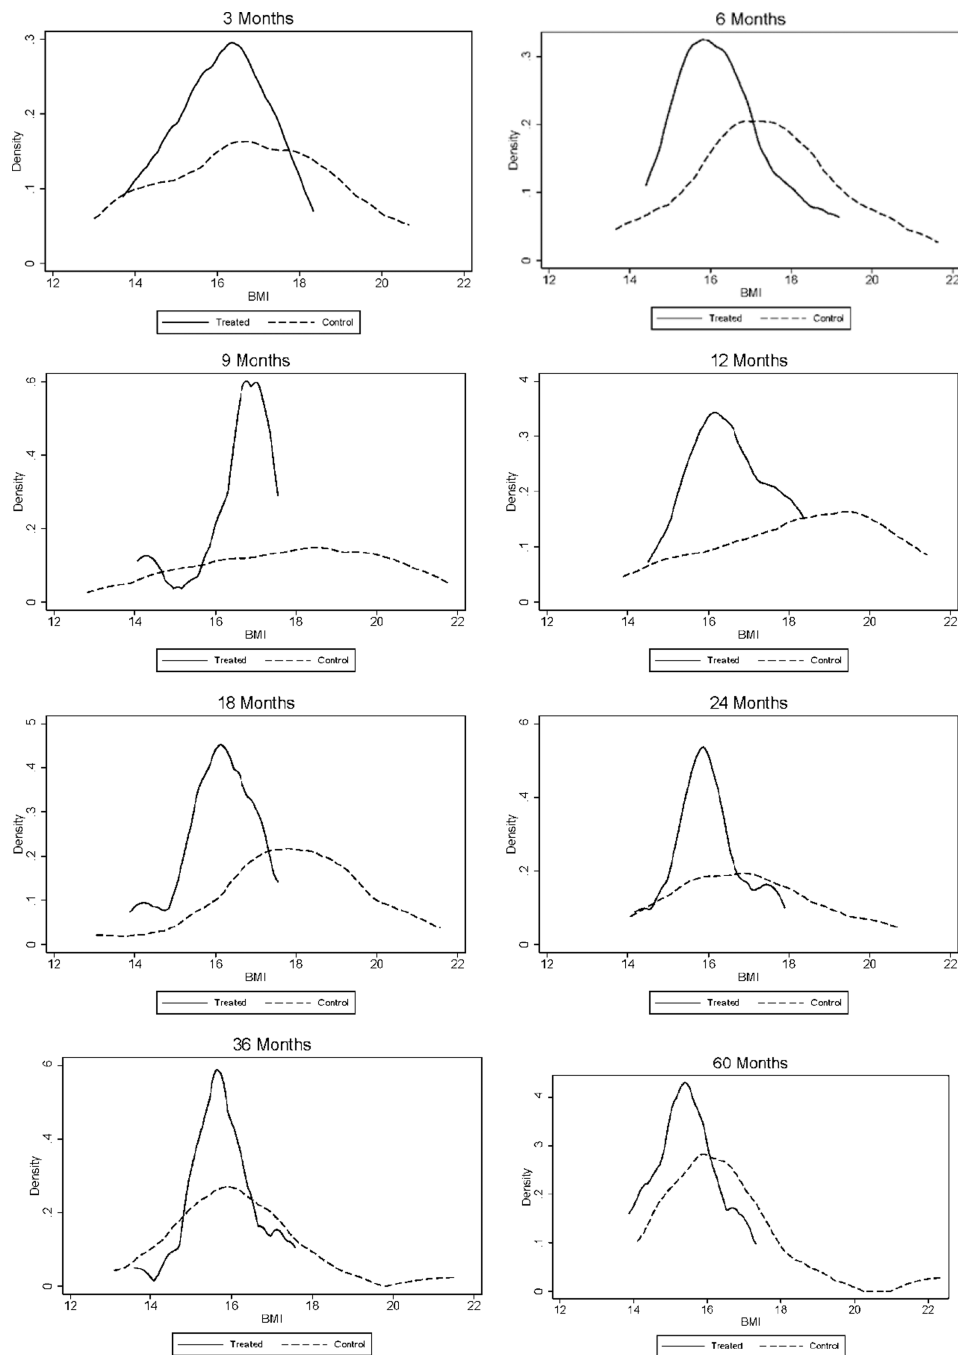 3 Months
6 Months
Density
0
.1
.2
.3
12
14
16
18
20
22
BMI
Treated
Control
Density
0
.1
.2
.3
12
14
16
18
20
22
BMI
Treated
Control
9 Months
12 Months
Density
0
.2
.4
.6
12
14
16
18
20
22
BMI
Treated
Control
Density
0
.1
.2
.3
.4
12
14
16
18
20
22
BMI
Treated
Control
18 Months
24 Months
Density
0
.1
.2
.3
.4
.5
12
14
16
18
20
22
BMI
Treated
Control
Density
0
.2
.4
.6
12
14
16
18
20
22
BMI
Treated
Control
36 Months
60 Months
Density
0
.2
.4
.6
12
14
16
18
20
22
BMI
Treated
Control
Density
0
.1
.2
.3
.4
12
14
16
18
20
22
BMI
Treated
Control